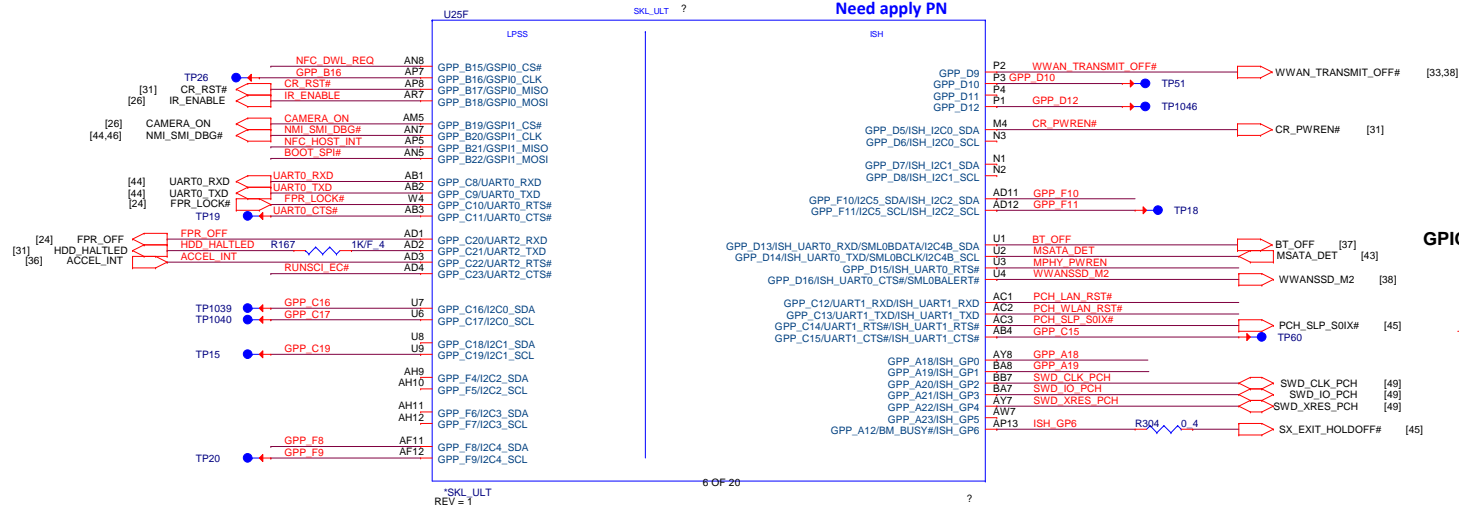 U25F SKL_ULT ? Need apply PN
LPSS ISH
NFC_DWL_REQ AN8 GPP_B15/GSPI0_CS#
TP26 GPP_B16 AP7 GPP_B16/GSPI0_CLK
[31] CR_RST# CR_RST# AP8 GPP_B17/GSPI0_MISO
[26] IR_ENABLE IR_ENABLE AR7 GPP_B18/GSPI0_MOSI
[26] CAMERA_ON CAMERA_ON AM5 GPP_B19/GSPI1_CS#
[44,46] NMI_SMI_DBG# NMI_SMI_DBG# AN7 GPP_B20/GSPI1_CLK
NFC_HOST_INT AP5 GPP_B21/GSPI1_MISO
BOOT_SPI# AN5 GPP_B22/GSPI1_MOSI
[44] UART0_RXD UART0_RXD AB1 GPP_C8/UART0_RXD
[44] UART0_TXD UART0_TXD AB2 GPP_C9/UART0_TXD
[24] FPR_LOCK# FPR_LOCK# W4 GPP_C10/UART0_RTS#
TP19 UART0_CTS# AB3 GPP_C11/UART0_CTS#
[24] FPR_OFF FPR_OFF AD1 GPP_C20/UART2_RXD
[31] HDD_HALTLED HDD_HALTLED R167 1K/F_4 AD2 GPP_C21/UART2_TXD
[36] ACCEL_INT ACCEL_INT AD3 GPP_C22/UART2_RTS#
RUNSCI_EC# AD4 GPP_C23/UART2_CTS#
TP1039 GPP_C16 U7 GPP_C16/I2C0_SDA
TP1040 GPP_C17 U6 GPP_C17/I2C0_SCL
U8 GPP_C18/I2C1_SDA
TP15 GPP_C19 U9 GPP_C19/I2C1_SCL
AH9 GPP_F4/I2C2_SDA
AH10 GPP_F5/I2C2_SCL
AH11 GPP_F6/I2C3_SDA
AH12 GPP_F7/I2C3_SCL
GPP_F8 AF11 GPP_F8/I2C4_SDA
TP20 GPP_F9 AF12 GPP_F9/I2C4_SCL
GPP_D9 P2 WWAN_TRANSMIT_OFF# WWAN_TRANSMIT_OFF# [33,38]
GPP_D10 P3 GPP_D10 TP51
GPP_D11 P4
GPP_D12 P1 GPP_D12 TP1046
GPP_D5/ISH_I2C0_SDA M4 CR_PWREN# CR_PWREN# [31]
GPP_D6/ISH_I2C0_SCL N3
GPP_D7/ISH_I2C1_SDA N1
GPP_D8/ISH_I2C1_SCL N2
GPP_F10/I2C5_SDA/ISH_I2C2_SDA AD11 GPP_F10
GPP_F11/I2C5_SCL/ISH_I2C2_SCL AD12 GPP_F11 TP18
GPP_D13/ISH_UART0_RXD/SML0BDATA/I2C4B_SDA U1 BT_OFF BT_OFF [37]
GPP_D14/ISH_UART0_TXD/SML0BCLK/I2C4B_SCL U2 MSATA_DET MSATA_DET [43]
GPP_D15/ISH_UART0_RTS# U3 MPHY_PWREN
GPP_D16/ISH_UART0_CTS#/SML0BALERT# U4 WWANSSD_M2 WWANSSD_M2 [38]
GPIO
GPP_C12/UART1_RXD/ISH_UART1_RXD AC1 PCH_LAN_RST#
GPP_C13/UART1_TXD/ISH_UART1_TXD AC2 PCH_WLAN_RST#
GPP_C14/UART1_RTS#/ISH_UART1_RTS# AC3 PCH_SLP_S0IX# PCH_SLP_S0IX# [45]
GPP_C15/UART1_CTS#/ISH_UART1_CTS# AB4 GPP_C15 TP60
GPP_A18/ISH_GP0 AY8 GPP_A18
GPP_A19/ISH_GP1 BA8 GPP_A19
GPP_A20/ISH_GP2 BB7 SWD_CLK_PCH SWD_CLK_PCH [49]
GPP_A21/ISH_GP3 BA7 SWD_IO_PCH SWD_IO_PCH [49]
GPP_A22/ISH_GP4 AY7 SWD_XRES_PCH SWD_XRES_PCH [49]
GPP_A23/ISH_GP5 AW7
GPP_A12/BM_BUSY#/ISH_GP6 AP13 ISH_GP6 R304 0_4 SX_EXIT_HOLDOFF# [45]
6 OF 20
*SKL_ULT
REV = 1 ?